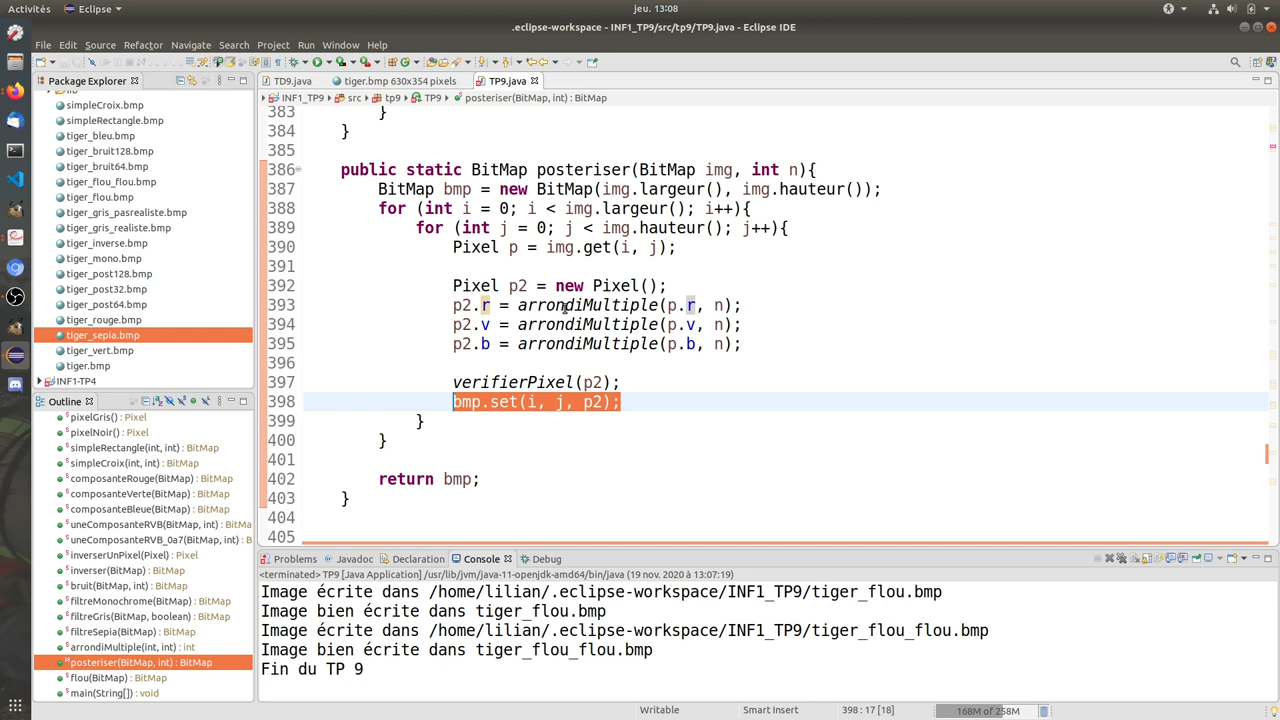 Activités
Eclipse
jeu. 13:08
.eclipse-workspace - INF1_TP9/src/tp9/TP9.java - Eclipse IDE
File Edit Source Refactor Navigate Search Project Run Window Help
Package Explorer
simpleCroix.bmp
simpleRectangle.bmp
tiger_bleu.bmp
tiger_bruit128.bmp
tiger_bruit64.bmp
tiger_flou_flou.bmp
tiger_flou.bmp
tiger_gris_pasrealiste.bmp
tiger_gris_realiste.bmp
tiger_inverse.bmp
tiger_mono.bmp
tiger_post128.bmp
tiger_post32.bmp
tiger_post64.bmp
tiger_rouge.bmp
tiger_sepia.bmp
tiger_vert.bmp
tiger.bmp
INF1-TP4
Outline
pixelGris() : Pixel
pixelNoir() : Pixel
simpleRectangle(int, int) : BitMap
simpleCroix(int, int) : BitMap
composanteRouge(BitMap) : BitMap
composanteVerte(BitMap) : BitMap
composanteBleue(BitMap) : BitMap
uneComposanteRVB(BitMap, int) : BitMa
uneComposanteRVB_0a7(BitMap, int) : B
inverserUnPixel(Pixel) : Pixel
inverser(BitMap) : BitMap
bruit(BitMap, int) : BitMap
filtreMonochrome(BitMap) : BitMap
filtreGris(BitMap, boolean) : BitMap
filtreSepia(BitMap) : BitMap
arrondiMultiple(int, int) : int
posteriser(BitMap, int) : BitMap
flou(BitMap) : BitMap
main(String[]) : void
TD9.java
tiger.bmp 630x354 pixels
TP9.java
INF1_TP9 src tp9 TP9 posteriser(BitMap, int) : BitMap
383 }
384 }
385
386 public static BitMap posteriser(BitMap img, int n){
387 BitMap bmp = new BitMap(img.largeur(), img.hauteur());
388 for (int i = 0; i < img.largeur(); i++){
389 for (int j = 0; j < img.hauteur(); j++){
390 Pixel p = img.get(i, j);
391
392 Pixel p2 = new Pixel();
393 p2.r = arrondiMultiple(p.r, n);
394 p2.v = arrondiMultiple(p.v, n);
395 p2.b = arrondiMultiple(p.b, n);
396
397 verifierPixel(p2);
398 bmp.set(i, j, p2);
399 }
400 }
401
402 return bmp;
403 }
404
405
Problems Javadoc Declaration Console Debug
<terminated> TP9 [Java Application] /usr/lib/jvm/java-11-openjdk-amd64/bin/java (19 nov. 2020 à 13:07:19)
Image écrite dans /home/lilian/.eclipse-workspace/INF1_TP9/tiger_flou.bmp
Image bien écrite dans tiger_flou.bmp
Image écrite dans /home/lilian/.eclipse-workspace/INF1_TP9/tiger_flou_flou.bmp
Image bien écrite dans tiger_flou_flou.bmp
Fin du TP 9
Writable
Smart Insert
398 : 17 [18]
168M of 258M